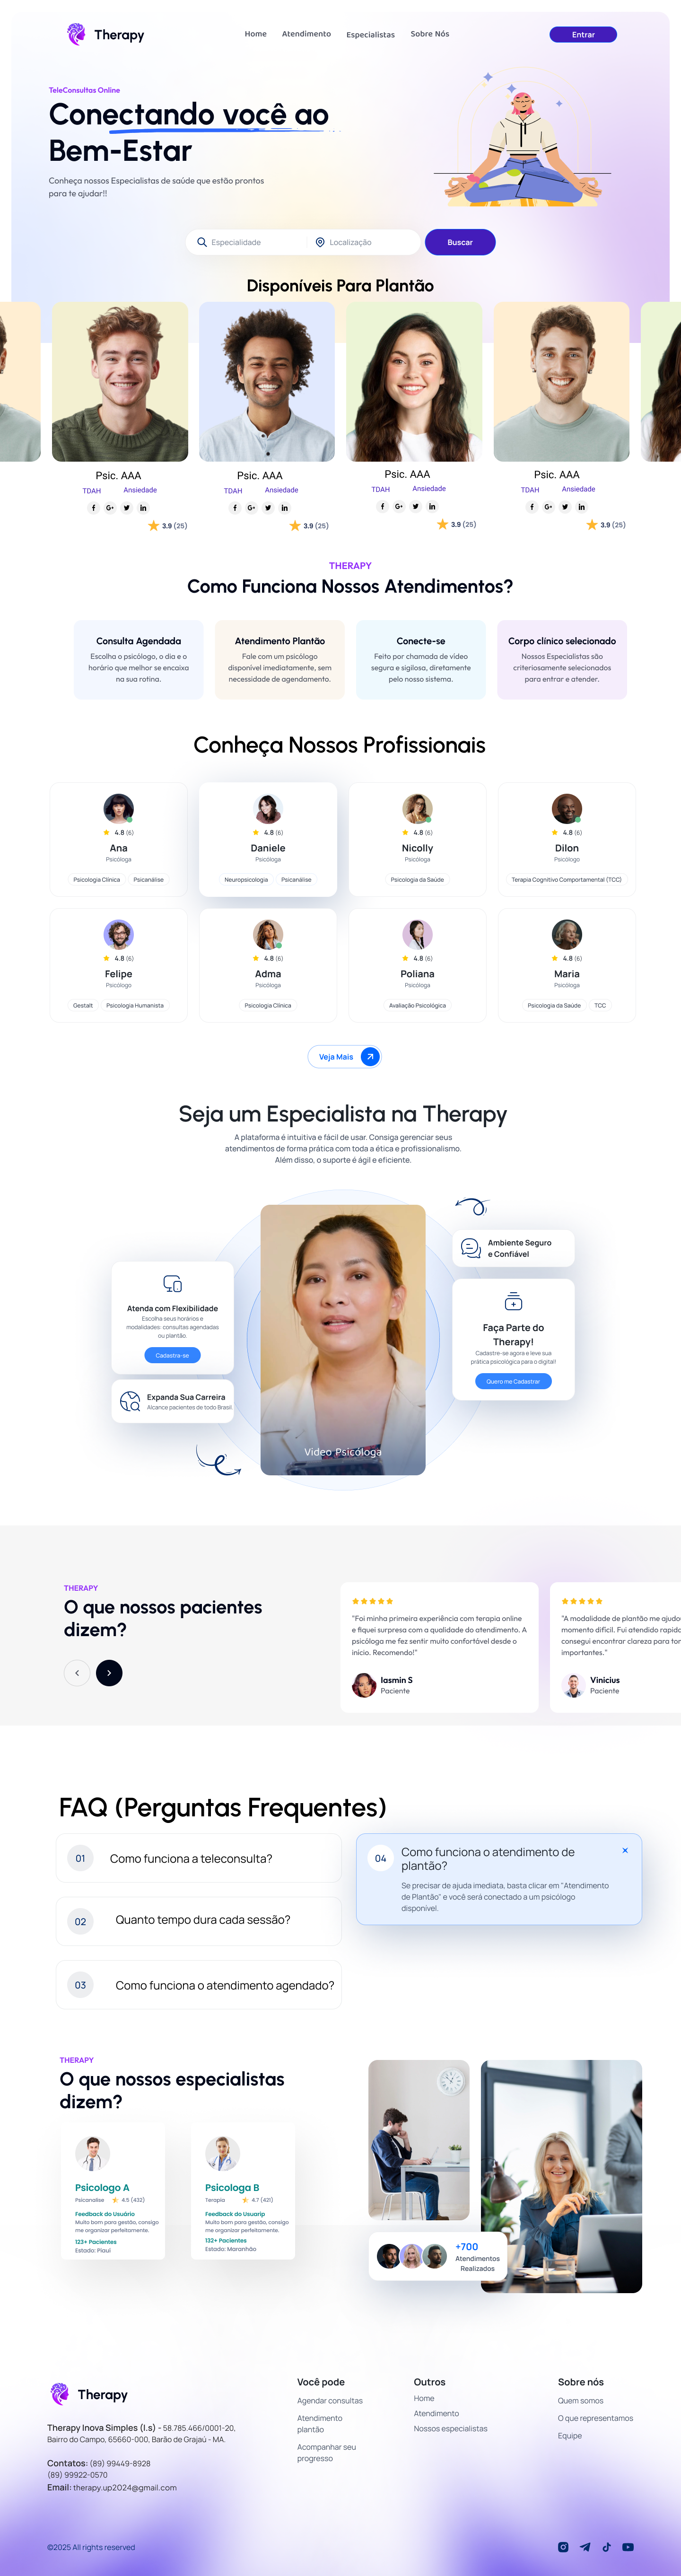 Therapy
Home
Atendimento
Especialistas
Sobre Nós
Entrar
TeleConsultas Online
Conectando você ao
Bem-Estar
Conheça nossos Especialistas de saúde que estão prontos
para te ajudar!!
Especialidade
Localização
Buscar
Disponíveis Para Plantão
Psic. AAA
TDAH
Ansiedade
3.9 (25)
Psic. AAA
TDAH
Ansiedade
3.9 (25)
Psic. AAA
TDAH
Ansiedade
3.9 (25)
Psic. AAA
TDAH
Ansiedade
3.9 (25)
THERAPY
Como Funciona Nossos Atendimentos?
Consulta Agendada
Escolha o psicólogo, o dia e o
horário que melhor se encaixa
na sua rotina.
Atendimento Plantão
Fale com um psicólogo
disponível imediatamente, sem
necessidade de agendamento.
Conecte-se
Feito por chamada de vídeo
segura e sigilosa, diretamente
pelo nosso sistema.
Corpo clínico selecionado
Nossos Especialistas são
criteriosamente selecionados
para entrar e atender.
Conheça Nossos Profissionais
4.8 (6)
Ana
Psicóloga
Psicologia Clínica
Psicanálise
4.8 (6)
Daniele
Psicóloga
Neuropsicologia
Psicanálise
4.8 (6)
Nicolly
Psicóloga
Psicologia da Saúde
4.8 (6)
Dilon
Psicólogo
Terapia Cognitivo Comportamental (TCC)
4.8 (6)
Felipe
Psicólogo
Gestalt
Psicologia Humanista
4.8 (6)
Adma
Psicóloga
Psicologia Clínica
4.8 (6)
Poliana
Psicóloga
Avaliação Psicológica
4.8 (6)
Maria
Psicóloga
Psicologia da Saúde
TCC
Veja Mais
Seja um Especialista na Therapy
A plataforma é intuitiva e fácil de usar. Consiga gerenciar seus
atendimentos de forma prática com toda a ética e profissionalismo.
Além disso, o suporte é ágil e eficiente.
Atenda com Flexibilidade
Escolha seus horários e
modalidades: consultas agendadas
ou plantão.
Cadastra-se
Expanda Sua Carreira
Alcance pacientes de todo Brasil.
Video Psicóloga
Ambiente Seguro
e Confiável
Faça Parte do
Therapy!
Cadastre-se agora e leve sua
prática psicológica para o digital!
Quero me Cadastrar
THERAPY
O que nossos pacientes
dizem?
"Foi minha primeira experiência com terapia online
e fiquei surpresa com a qualidade do atendimento. A
psicóloga me fez sentir muito confortável desde o
início. Recomendo!"
Iasmin S
Paciente
"A modalidade de plantão me ajudo
momento difícil. Fui atendido rapid
consegui encontrar clareza para tor
importantes."
Vinicius
Paciente
FAQ (Perguntas Frequentes)
01
Como funciona a teleconsulta?
02
Quanto tempo dura cada sessão?
03
Como funciona o atendimento agendado?
04
Como funciona o atendimento de
plantão?
Se precisar de ajuda imediata, basta clicar em "Atendimento
de Plantão" e você será conectado a um psicólogo
disponível.
THERAPY
O que nossos especialistas
dizem?
Psicologo A
Psicanalise
4.5 (432)
Feedback do Usuário
Muito bom para gestão, consigo
me organizar perfeitamente.
123+ Pacientes
Estado: Piauí
Psicologa B
Terapia
4.7 (421)
Feedback do Usuarip
Muito bom para gestão, consigo
me organizar perfeitamente.
132+ Pacientes
Estado: Maranhão
+700
Atendimentos
Realizados
Therapy
Therapy Inova Simples (I.s) - 58.785.466/0001-20,
Bairro do Campo, 65660-000, Barão de Grajaú - MA.
Contatos: (89) 99449-8928
(89) 99922-0570
Email: therapy.up2024@gmail.com
Você pode
Agendar consultas
Atendimento
plantão
Acompanhar seu
progresso
Outros
Home
Atendimento
Nossos especialistas
Sobre nós
Quem somos
O que representamos
Equipe
©2025 All rights reserved